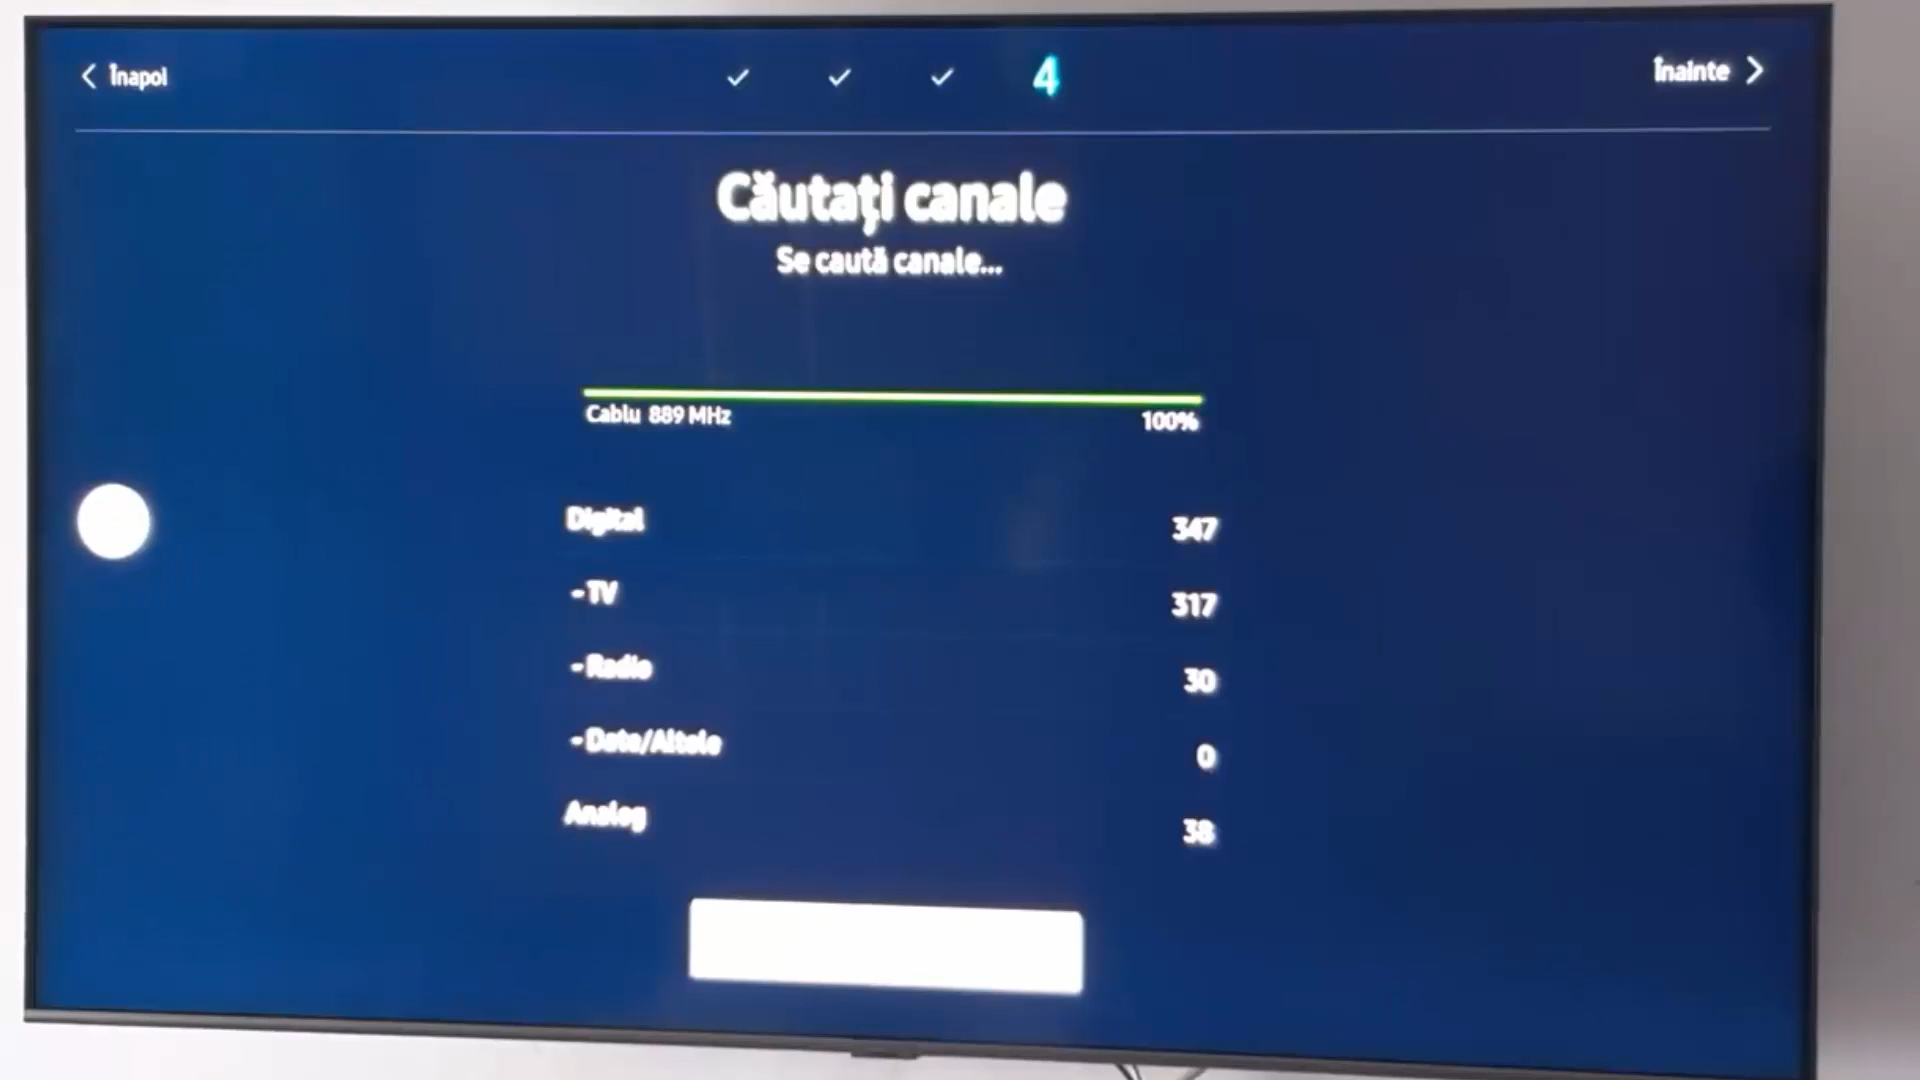 Înapoi
4
Înainte
Căutați canale
Se caută canale...
Cablu 889 MHz 100%
Digital 347
-TV 317
-Radio 30
-Date/Altele 0
Analog 38